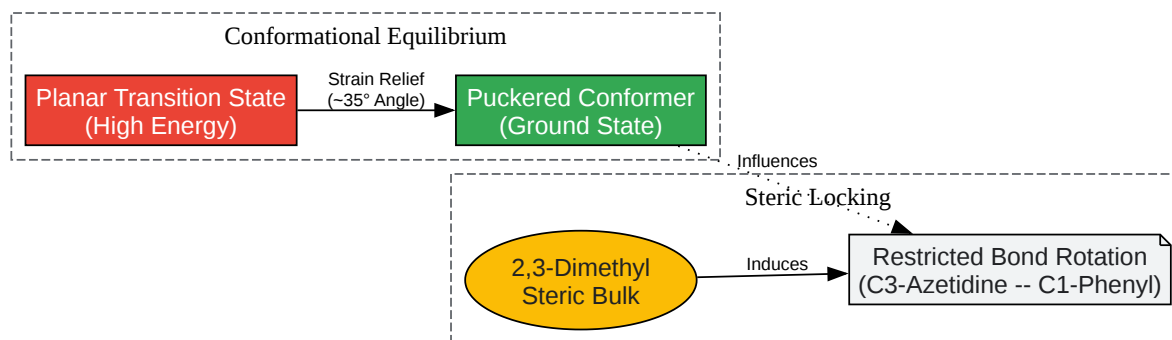 Conformational Equilibrium
Planar Transition State
(High Energy)
Strain Relief
(~35° Angle)
Puckered Conformer
(Ground State)
Influences
Steric Locking
2,3-Dimethyl
Steric Bulk
Induces
Restricted Bond Rotation
(C3-Azetidine -- C1-Phenyl)